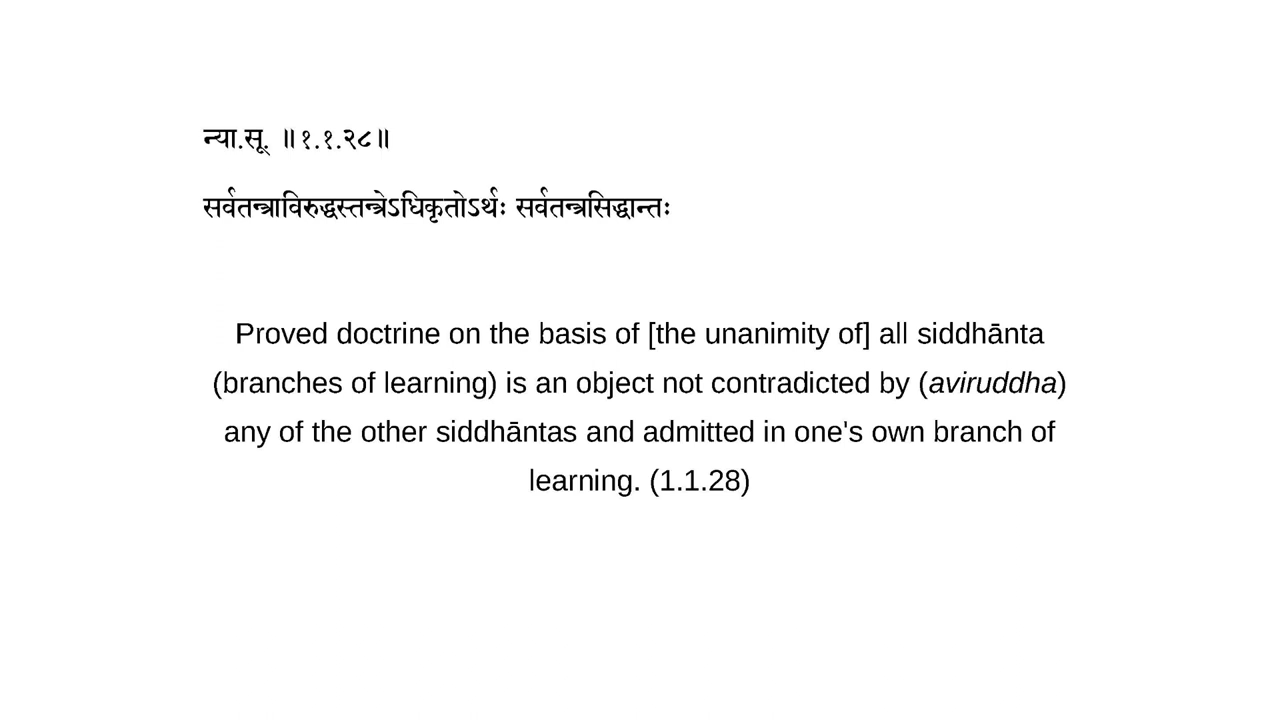 न्या.सू. ॥१.१.२८॥
सर्वतन्त्राविरुद्धस्तन्त्रेऽधिकृतोऽर्थः सर्वतन्त्रसिद्धान्तः
Proved doctrine on the basis of [the unanimity of] all siddhānta
(branches of learning) is an object not contradicted by (aviruddha)
any of the other siddhāntas and admitted in one's own branch of
learning. (1.1.28)